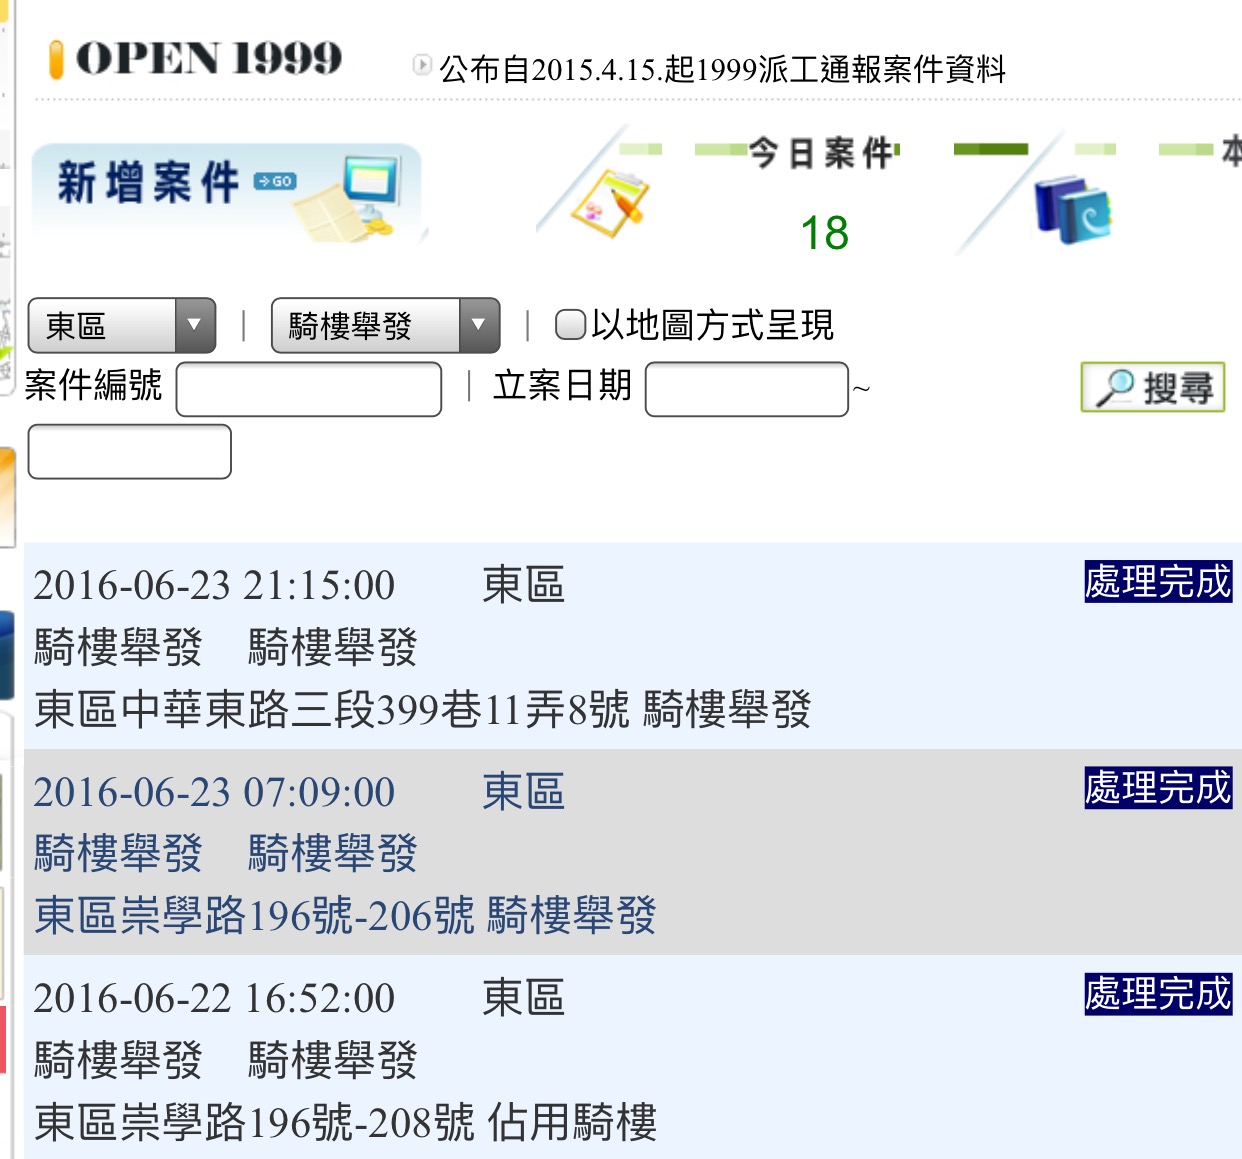 OPEN 1999 公布自2015.4.15.起1999派工通報案件資料
新增案件 GO 今日案件
18
東區 | 騎樓舉發 | 以地圖方式呈現
案件編號 | 立案日期 ~ 搜尋
2016-06-23 21:15:00 東區 處理完成
騎樓舉發 騎樓舉發
東區中華東路三段399巷11弄8號 騎樓舉發
2016-06-23 07:09:00 東區 處理完成
騎樓舉發 騎樓舉發
東區崇學路196號-206號 騎樓舉發
2016-06-22 16:52:00 東區 處理完成
騎樓舉發 騎樓舉發
東區崇學路196號-208號 佔用騎樓